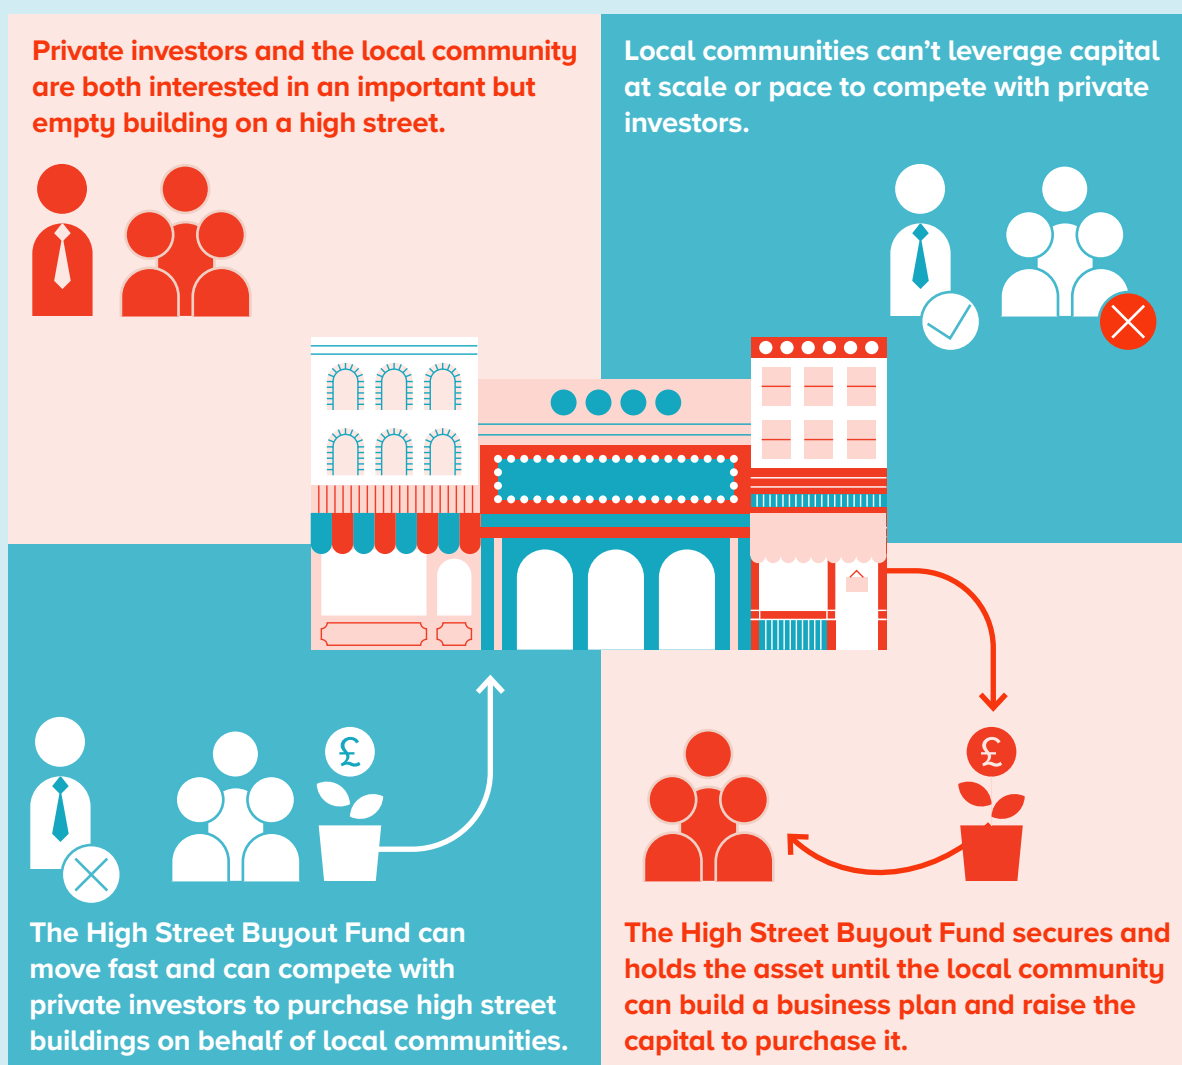 Private investors and the local community
are both interested in an important but
empty building on a high street.
Local communities can’t leverage capital
at scale or pace to compete with private
investors.
£
The High Street Buyout Fund can
move fast and can compete with
private investors to purchase high street
buildings on behalf of local communities.
£
The High Street Buyout Fund secures and
holds the asset until the local community
can build a business plan and raise the
capital to purchase it.